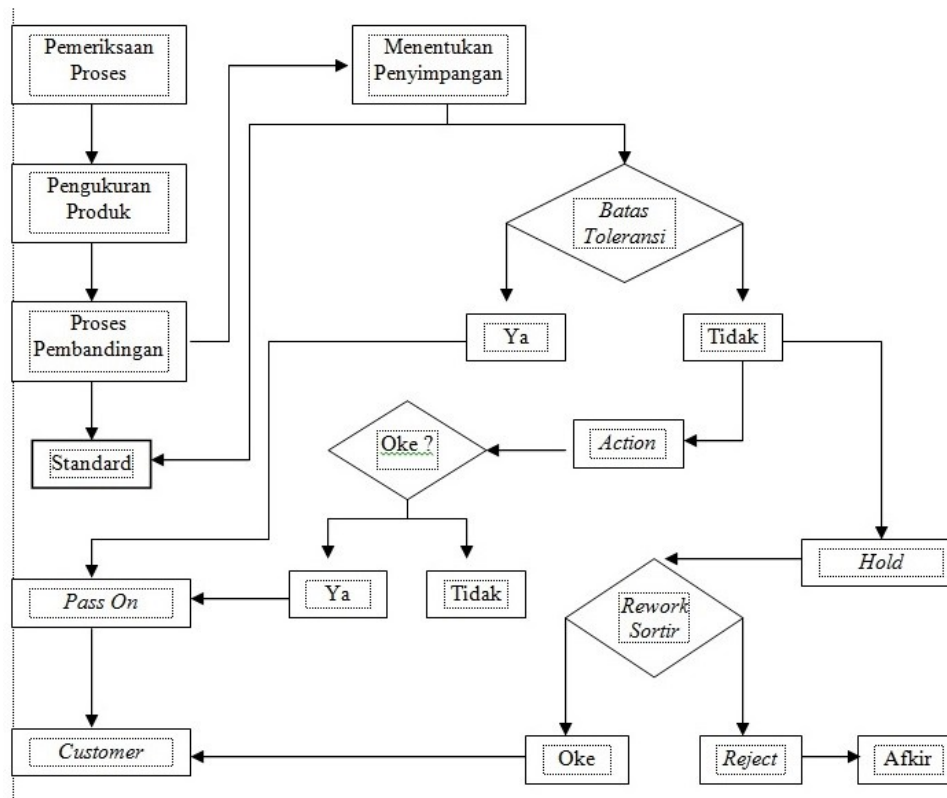 Pemeriksaan
Proses
Menentukan
Penyimpangan
Pengukuran
Produk
Batas
Toleransi
Proses
Pembandingan
Ya
Tidak
Standard
Oke ?
Action
Hold
Pass On
Ya
Tidak
Rework
Sortir
Customer
Oke
Reject
Afkir